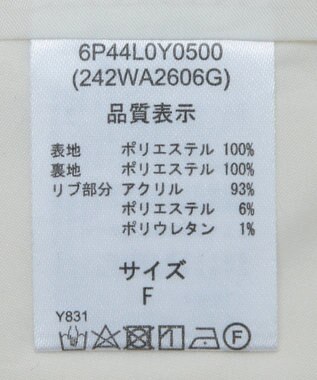 6P44L0Y0500
(242WA2606G)
品質表示
表地 ポリエステル 100%
裏地 ポリエステル 100%
リブ部分 アクリル 93%
ポリエステル 6%
ポリウレタン 1%
サイズ
F
Y831
F